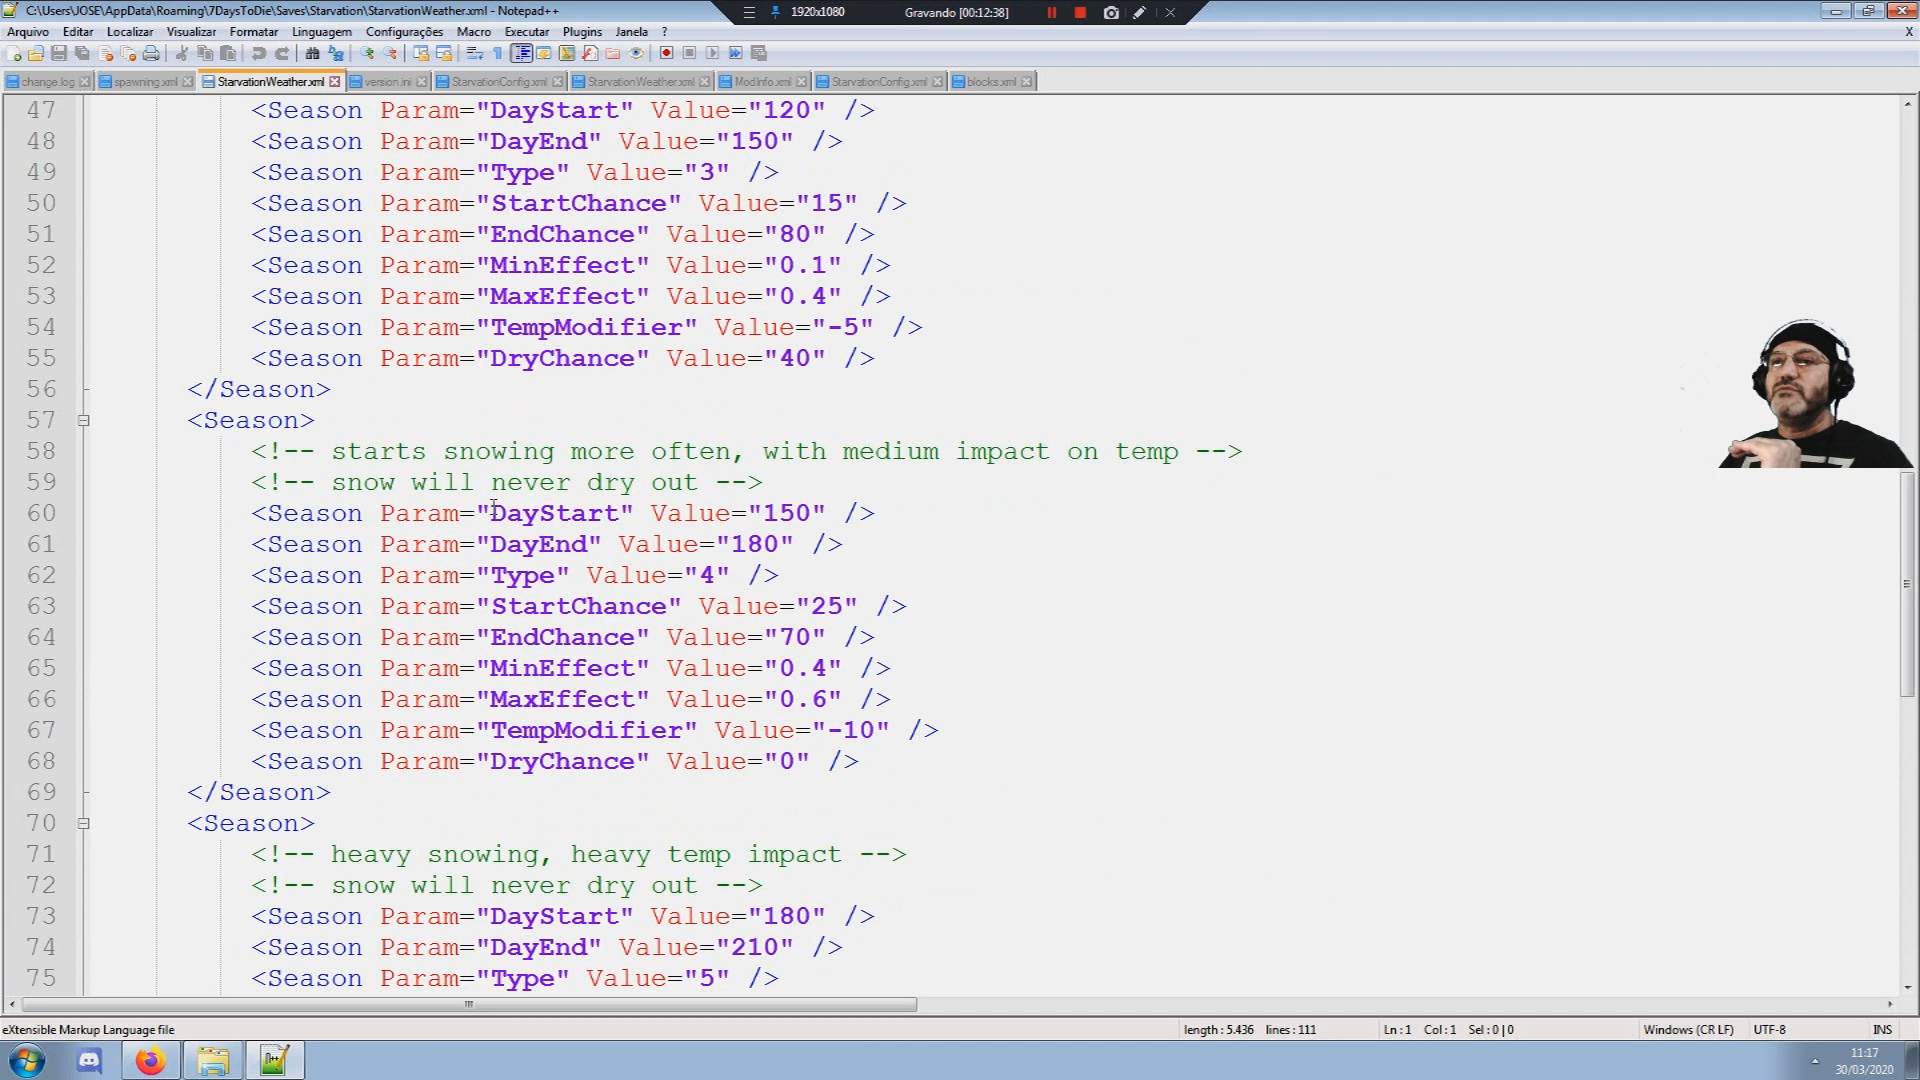 C:\Users\JOSE\AppData\Roaming\7DaysToDie\Saves\Starvation\StarvationWeather.xml - Notepad++
1920x1080
Gravando [00:12:38]
Arquivo Editar Localizar Visualizar Formatar Linguagem Configurações Macro Executar Plugins Janela ? X
change.log spawning.xml StarvationWeather.xml version.ini StarvationConfig.xml StarvationWeather.xml ModInfo.xml StarvationConfig.xml blocks.xml
47 <Season Param="DayStart" Value="120" />
48 <Season Param="DayEnd" Value="150" />
49 <Season Param="Type" Value="3" />
50 <Season Param="StartChance" Value="15" />
51 <Season Param="EndChance" Value="80" />
52 <Season Param="MinEffect" Value="0.1" />
53 <Season Param="MaxEffect" Value="0.4" />
54 <Season Param="TempModifier" Value="-5" />
55 <Season Param="DryChance" Value="40" />
56 </Season>
57 <Season>
58 <!-- starts snowing more often, with medium impact on temp -->
59 <!-- snow will never dry out -->
60 <Season Param="DayStart" Value="150" />
61 <Season Param="DayEnd" Value="180" />
62 <Season Param="Type" Value="4" />
63 <Season Param="StartChance" Value="25" />
64 <Season Param="EndChance" Value="70" />
65 <Season Param="MinEffect" Value="0.4" />
66 <Season Param="MaxEffect" Value="0.6" />
67 <Season Param="TempModifier" Value="-10" />
68 <Season Param="DryChance" Value="0" />
69 </Season>
70 <Season>
71 <!-- heavy snowing, heavy temp impact -->
72 <!-- snow will never dry out -->
73 <Season Param="DayStart" Value="180" />
74 <Season Param="DayEnd" Value="210" />
75 <Season Param="Type" Value="5" />
eXtensible Markup Language file length : 5.436 lines : 111 Ln : 1 Col : 1 Sel : 0 | 0 Windows (CR LF) UTF-8 INS
11:17
30/03/2020